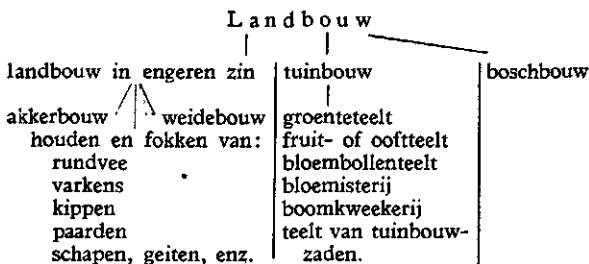 Landbouw
landbouw in engeren zin
tuinbouw
boschbouw
akkerbouw weidebouw
houden en fokken van:
rundvee
varkens
kippen
paarden
schapen, geiten, enz.
groenteteelt
fruit- of ooftteelt
bloembollenteelt
bloemisterij
boomkweekerij
teelt van tuinbouw-
zaden.